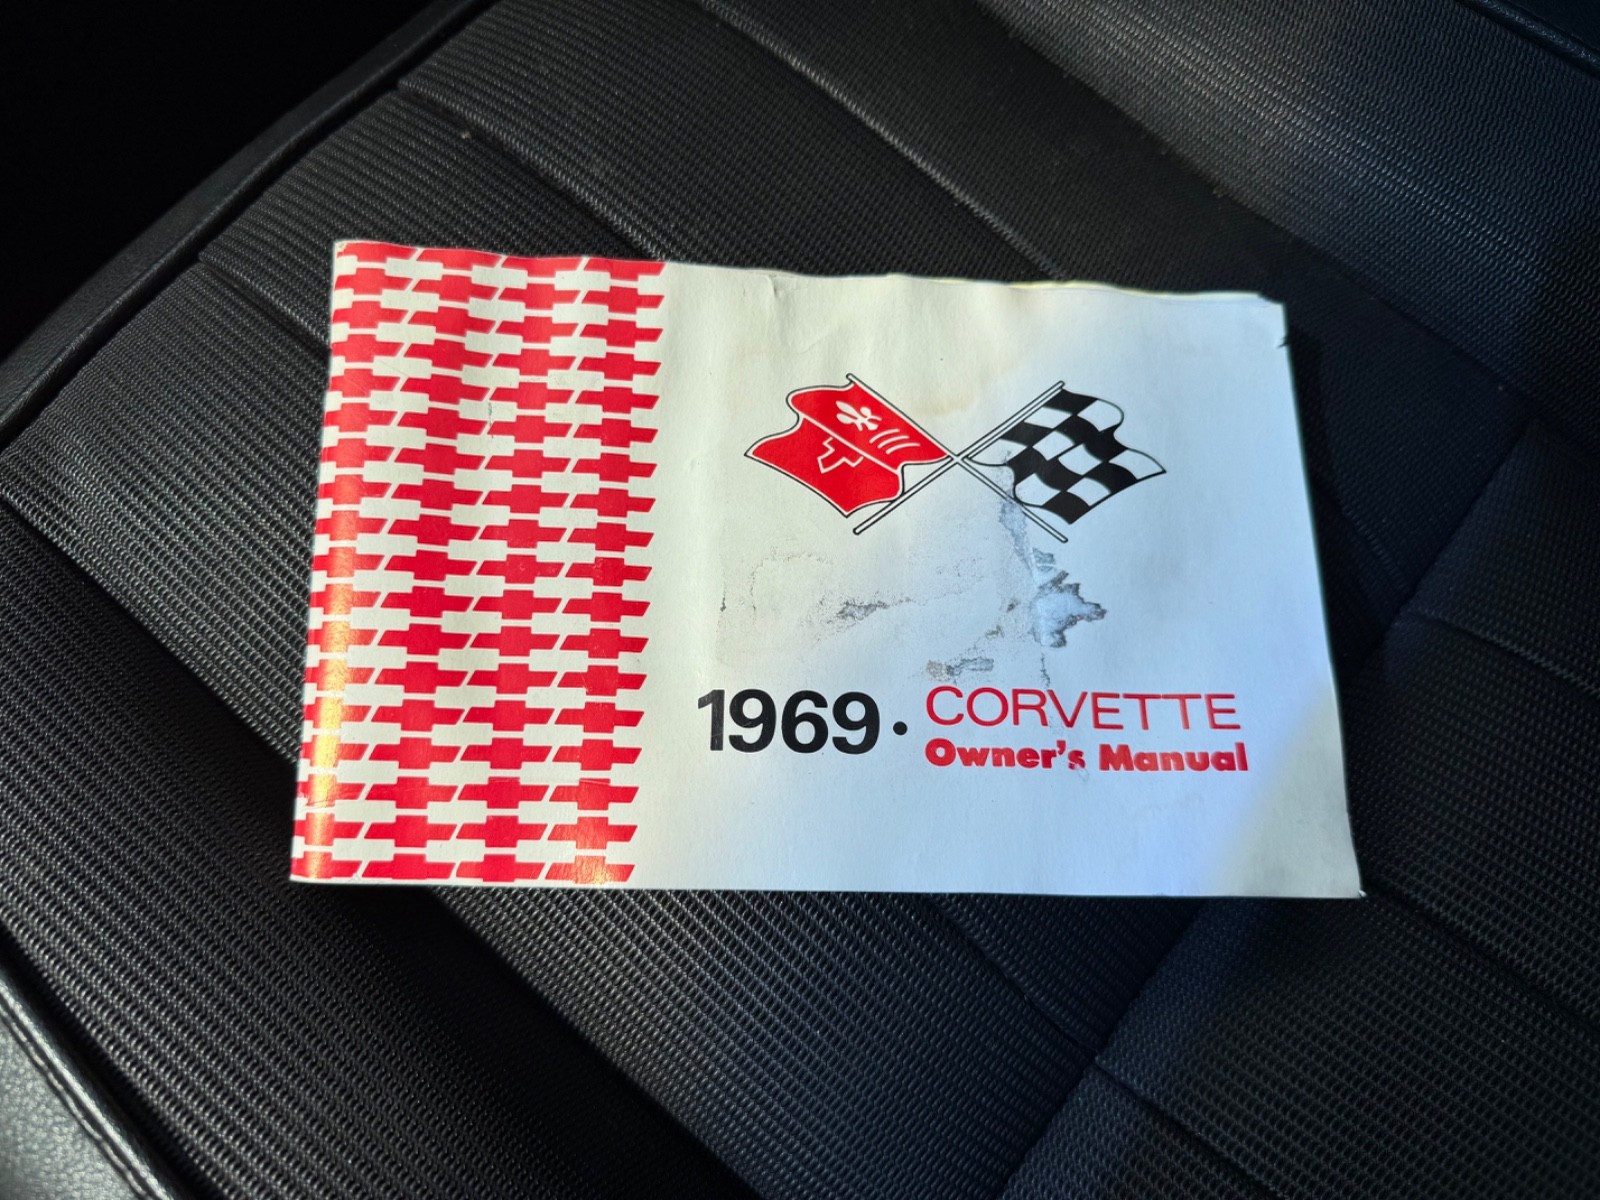 1969 • CORVETTE
Owner's Manual